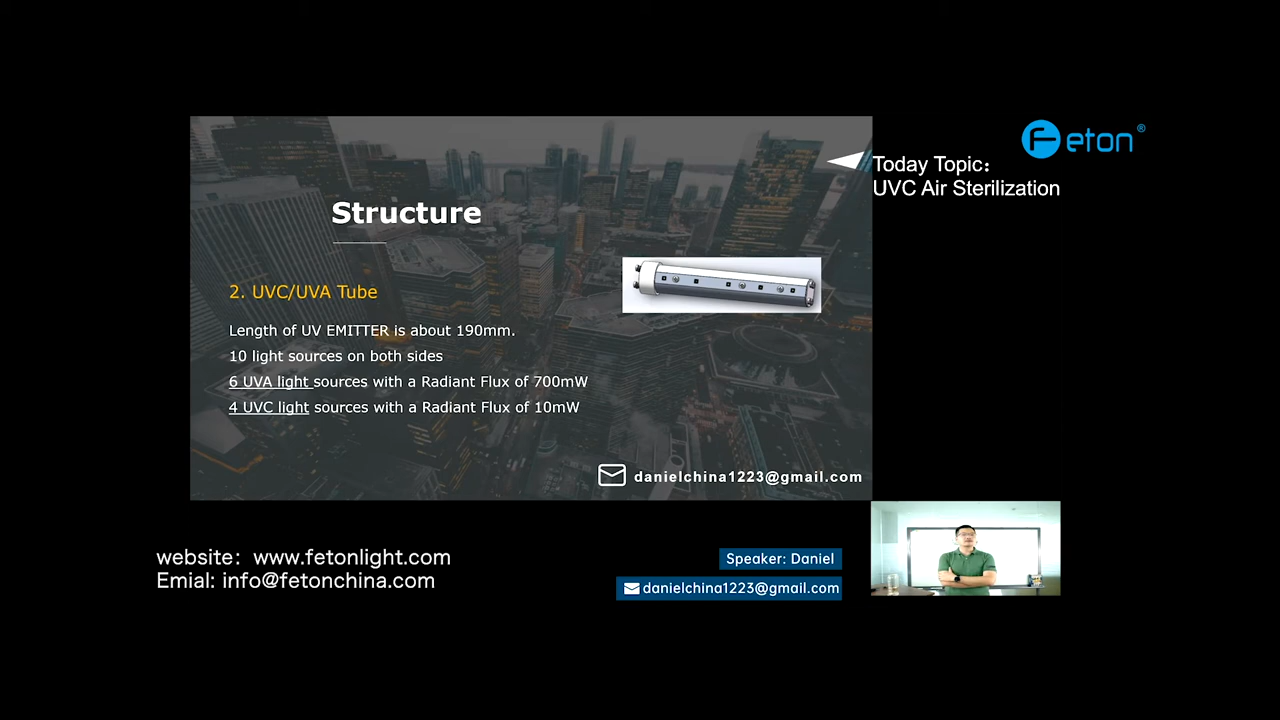 Feton®
Today Topic:
UVC Air Sterilization
Structure
2. UVC/UVA Tube
Length of UV EMITTER is about 190mm.
10 light sources on both sides
6 UVA light sources with a Radiant Flux of 700mW
4 UVC light sources with a Radiant Flux of 10mW
danielchina1223@gmail.com
website: www.fetonlight.com
Emial: info@fetonchina.com
Speaker: Daniel
danielchina1223@gmail.com